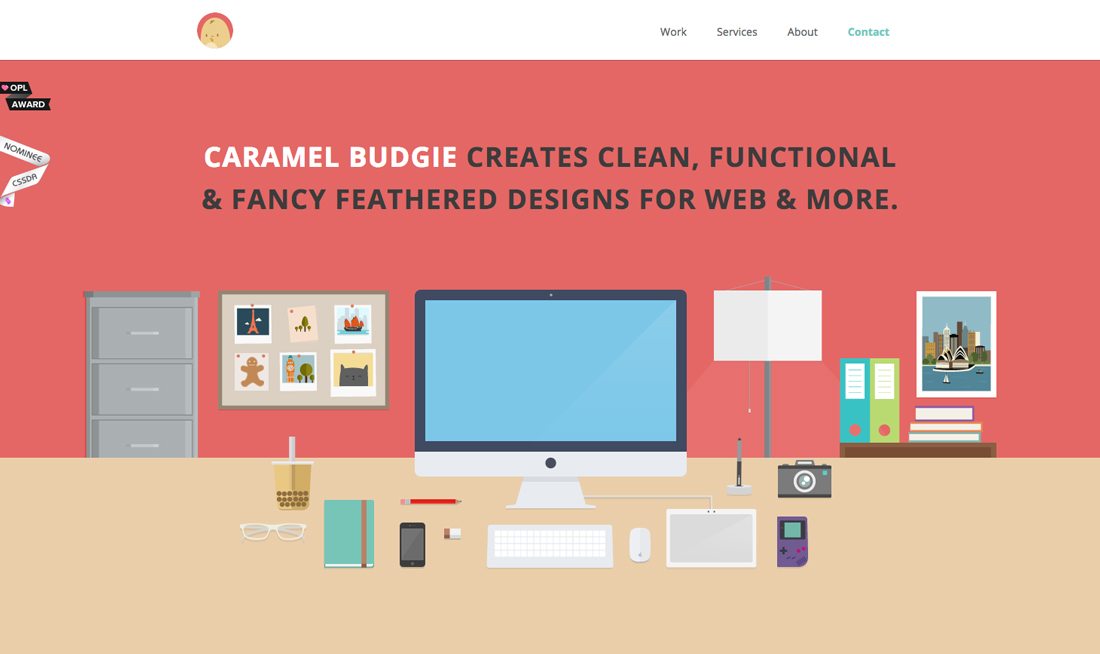 Work Services About Contact
OPL
AWARD
NOMINEE
CSSDA
CARAMEL BUDGIE CREATES CLEAN, FUNCTIONAL
& FANCY FEATHERED DESIGNS FOR WEB & MORE.